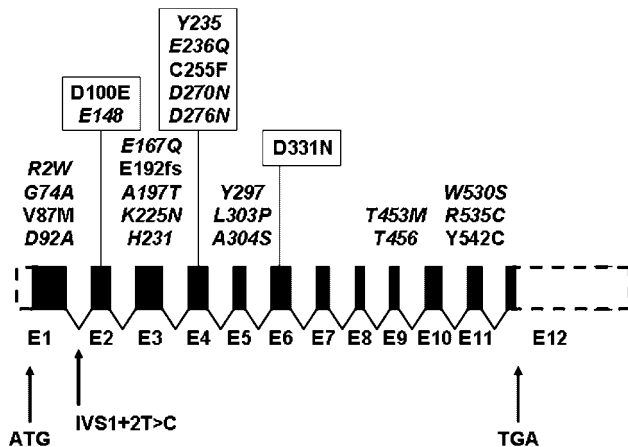 Y235
E236Q
C255F
D270N
D276N
D100E
E148
D331N
E167Q
E192fs
A197T
K225N
H231
R2W
G74A
V87M
D92A
Y297
L303P
A304S
T453M
T456
W530S
R535C
Y542C
E1 E2 E3 E4 E5 E6 E7 E8 E9 E10 E11 E12
IVS1+2T>C
ATG TGA